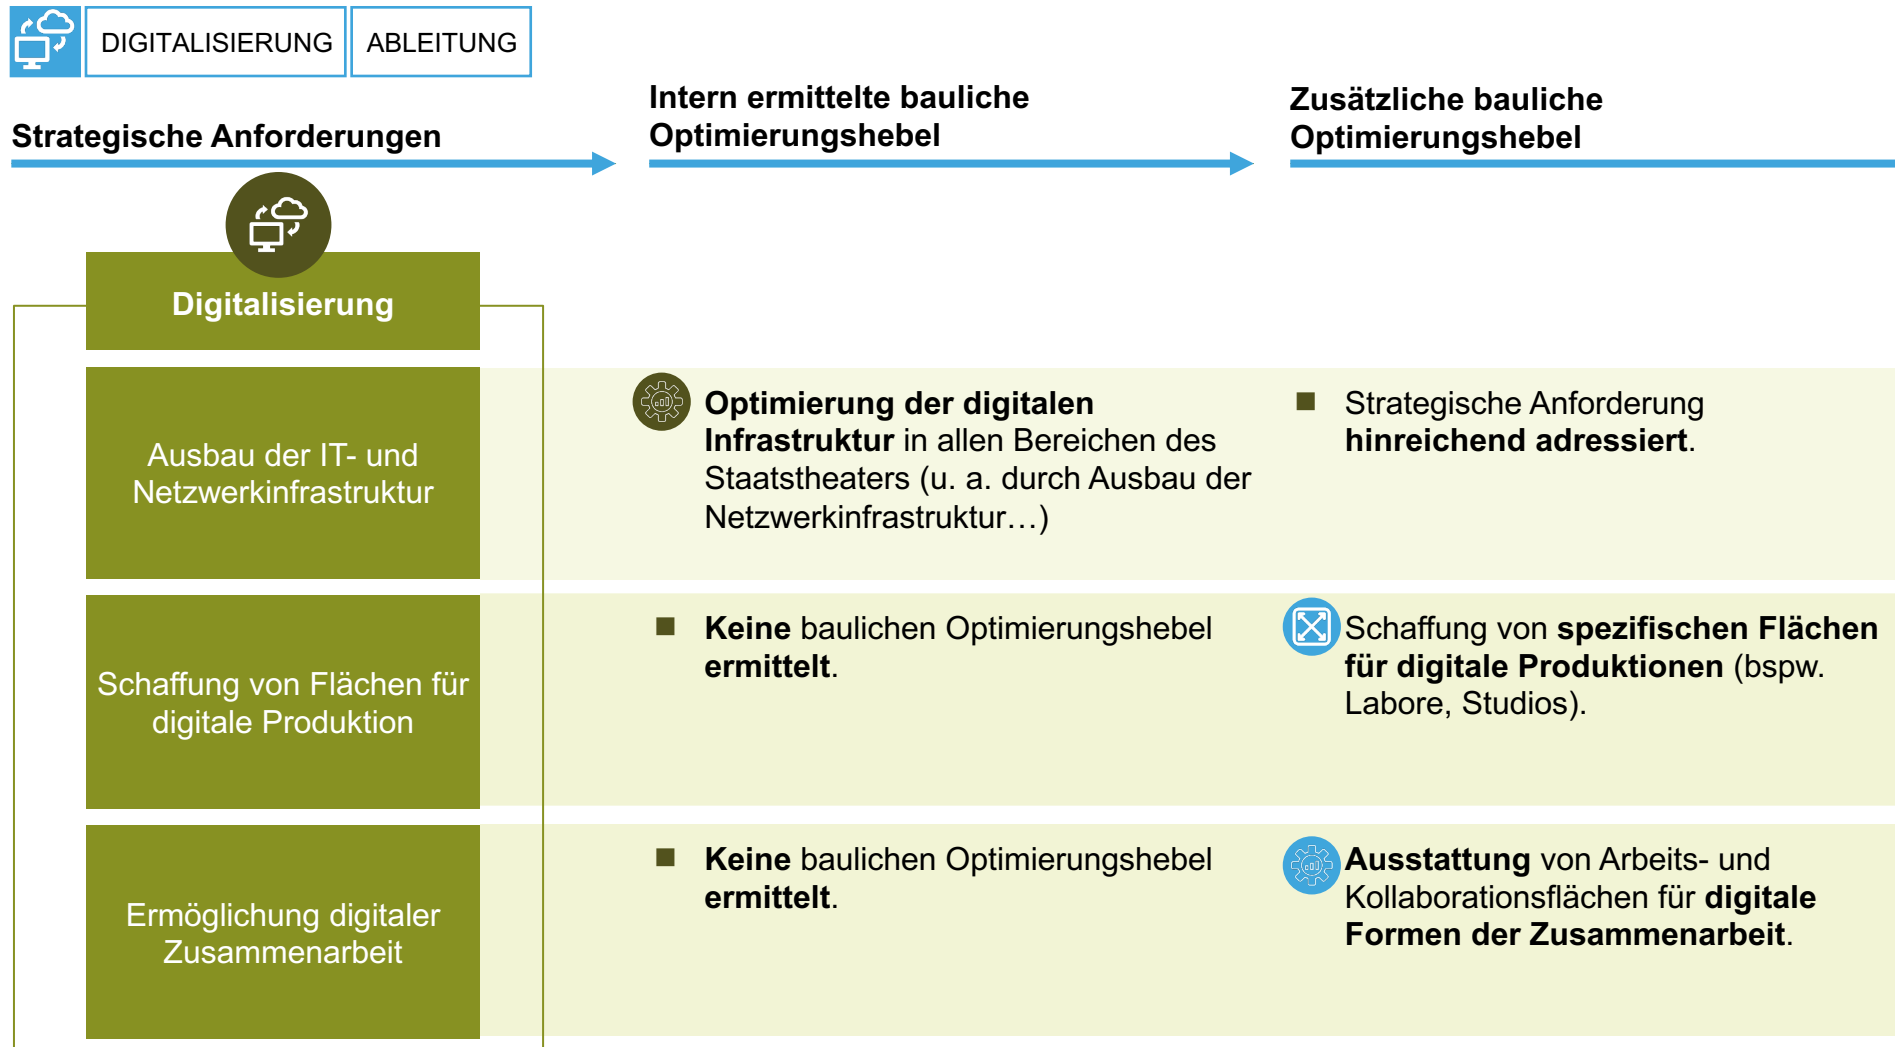 DIGITALISIERUNG
ABLEITUNG
Strategische Anforderungen
Intern ermittelte bauliche
Optimierungshebel
Zusätzliche bauliche
Optimierungshebel
Digitalisierung
Ausbau der IT- und
Netzwerkinfrastruktur
Optimierung der digitalen
Infrastruktur in allen Bereichen des
Staatstheaters (u. a. durch Ausbau der
Netzwerkinfrastruktur…)
Strategische Anforderung
hinreichend adressiert.
Schaffung von Flächen für
digitale Produktion
Keine baulichen Optimierungshebel
ermittelt.
Schaffung von spezifischen Flächen
für digitale Produktionen (bspw.
Labore, Studios).
Ermöglichung digitaler
Zusammenarbeit
Keine baulichen Optimierungshebel
ermittelt.
Ausstattung von Arbeits- und
Kollaborationsflächen für digitale
Formen der Zusammenarbeit.